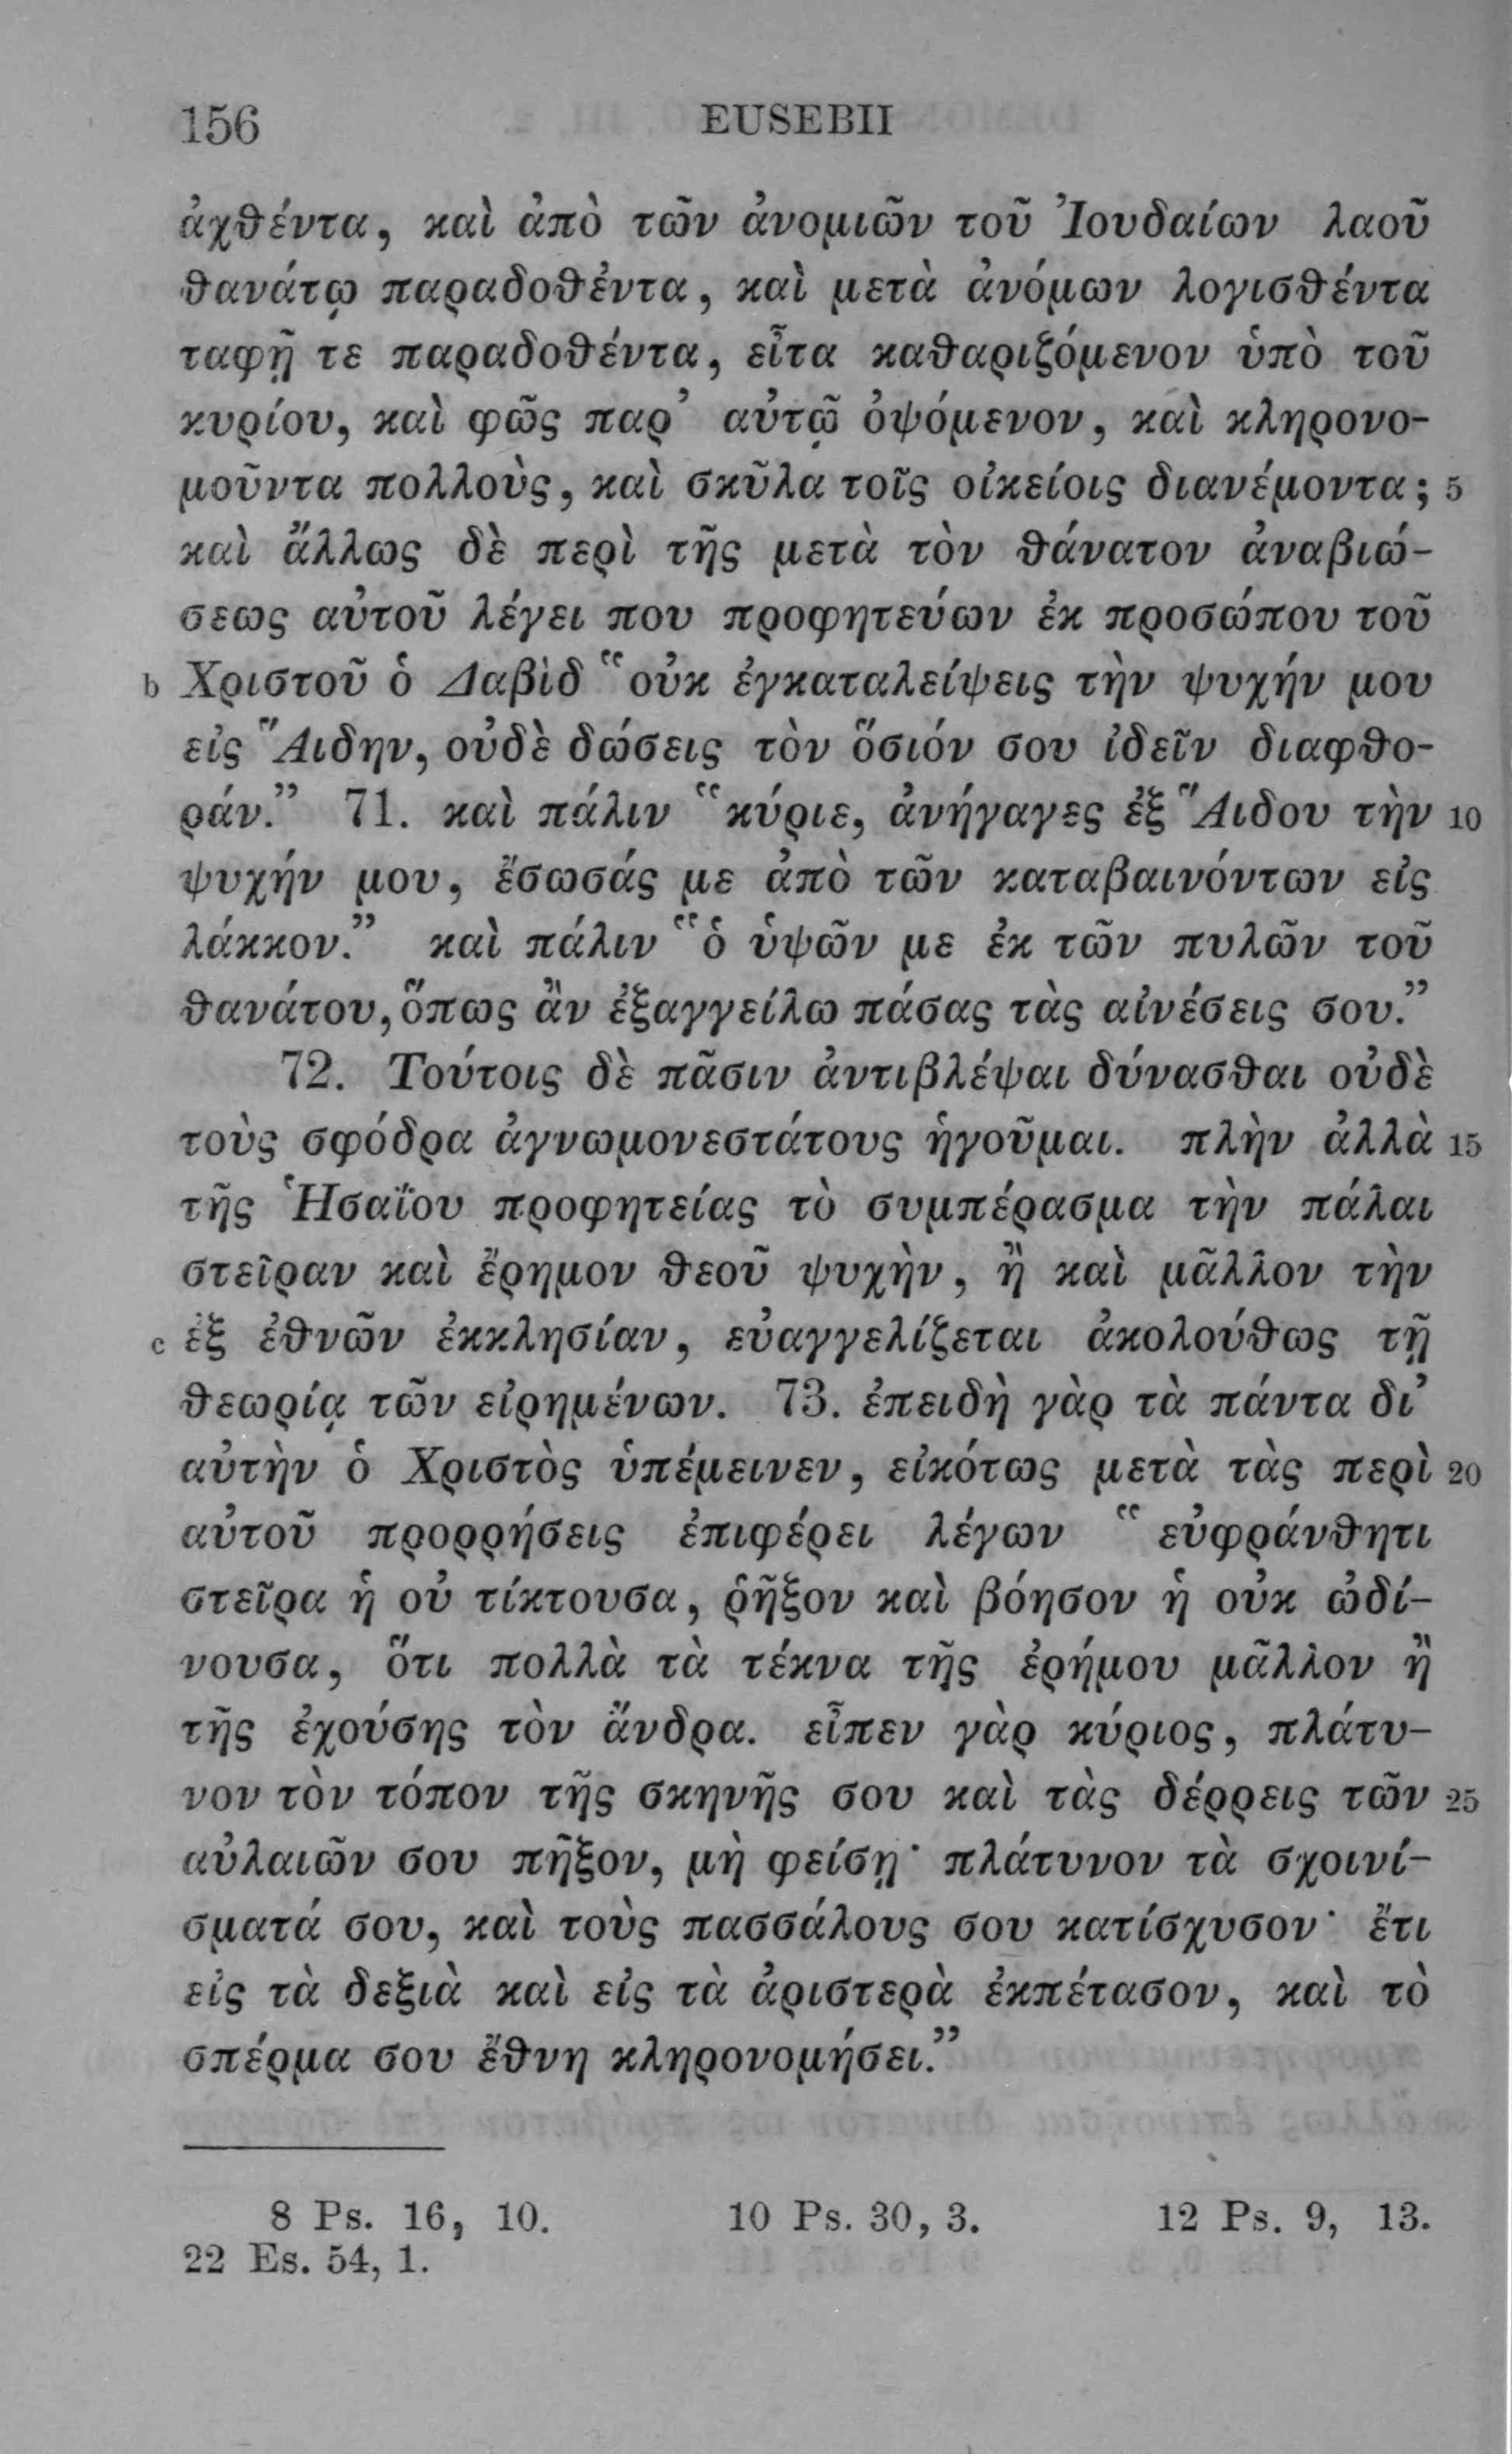 156 EUSEBII
ἀχθέντα, καὶ ἀπὸ τῶν ἀνομιῶν τοῦ Ἰουδαίων λαοῦ
θανάτῳ παραδοθέντα, καὶ μετὰ ἀνόμων λογισθέντα
ταφῇ τε παραδοθέντα, εἶτα καθαριζόμενον ὑπὸ τοῦ
κυρίου, καὶ φῶς παρ’ αὐτῷ ὀψόμενον, καὶ κληρονο-
μοῦντα πολλοὺς, καὶ σκῦλα τοῖς οἰκείοις διανέμοντα; 5
καὶ ἄλλως δὲ περὶ τῆς μετὰ τὸν θάνατον ἀναβιώ-
σεως αὐτοῦ λέγει που προφητεύων ἐκ προσώπου τοῦ
b Χριστοῦ ὁ Δαβὶδ “οὐκ ἐγκαταλείψεις τὴν ψυχήν μου
εἰς Ἅιδην, οὐδὲ δώσεις τὸν ὅσιόν σου ἰδεῖν διαφθο-
ράν.” 71. καὶ πάλιν “κύριε, ἀνήγαγες ἐξ Ἅιδου τὴν 10
ψυχήν μου, ἔσωσάς με ἀπὸ τῶν καταβαινόντων εἰς
λάκκον.” καὶ πάλιν “ὁ ὑψῶν με ἐκ τῶν πυλῶν τοῦ
θανάτου, ὅπως ἂν ἐξαγγείλω πάσας τὰς αἰνέσεις σου.”
72. Τούτοις δὲ πᾶσιν ἀντιβλέψαι δύνασθαι οὐδὲ
τοὺς σφόδρα ἀγνωμονεστάτους ἡγοῦμαι. πλὴν ἀλλὰ 15
τῆς Ἡσαΐου προφητείας τὸ συμπέρασμα τὴν πάλαι
στεῖραν καὶ ἔρημον θεοῦ ψυχὴν, ἢ καὶ μᾶλλον τὴν
c ἐξ ἐθνῶν ἐκκλησίαν, εὐαγγελίζεται ἀκολούθως τῇ
θεωρίᾳ τῶν εἰρημένων. 73. ἐπειδὴ γὰρ τὰ πάντα δι’
αὐτὴν ὁ Χριστὸς ὑπέμεινεν, εἰκότως μετὰ τὰς περὶ 20
αὐτοῦ προρρήσεις ἐπιφέρει λέγων “εὐφράνθητι
στεῖρα ἡ οὐ τίκτουσα, ῥῆξον καὶ βόησον ἡ οὐκ ὠδί-
νουσα, ὅτι πολλὰ τὰ τέκνα τῆς ἐρήμου μᾶλλον ἢ
τῆς ἐχούσης τὸν ἄνδρα. εἶπεν γὰρ κύριος, πλάτυ-
νον τὸν τόπον τῆς σκηνῆς σου καὶ τὰς δέρρεις τῶν 25
αὐλαιῶν σου πῆξον, μὴ φείσῃ· πλάτυνον τὰ σχοινί-
σματά σου, καὶ τοὺς πασσάλους σου κατίσχυσον· ἔτι
εἰς τὰ δεξιὰ καὶ εἰς τὰ ἀριστερὰ ἐκπέτασον, καὶ τὸ
σπέρμα σου ἔθνη κληρονομήσει.”
8 Ps. 16, 10. 10 Ps. 30, 3. 12 Ps. 9, 13.
22 Es. 54, 1.